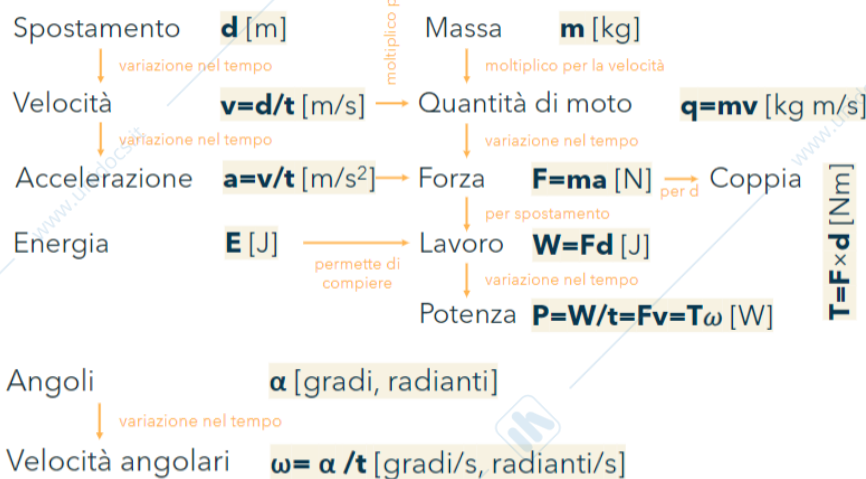 moltiplico p
Spostamento d [m] Massa m [kg]
variazione nel tempo moltiplico per la velocità
Velocità v=d/t [m/s] Quantità di moto q=mv [kg m/s]
variazione nel tempo variazione nel tempo
Accelerazione a=v/t [m/s²] Forza F=ma [N] per d Coppia
T=F×d [Nm]
per spostamento
Energia E [J] Lavoro W=Fd [J]
permette di
compiere
variazione nel tempo
Potenza P=W/t=Fv=Tω [W]
Angoli α [gradi, radianti]
variazione nel tempo
Velocità angolari ω= α /t [gradi/s, radianti/s]